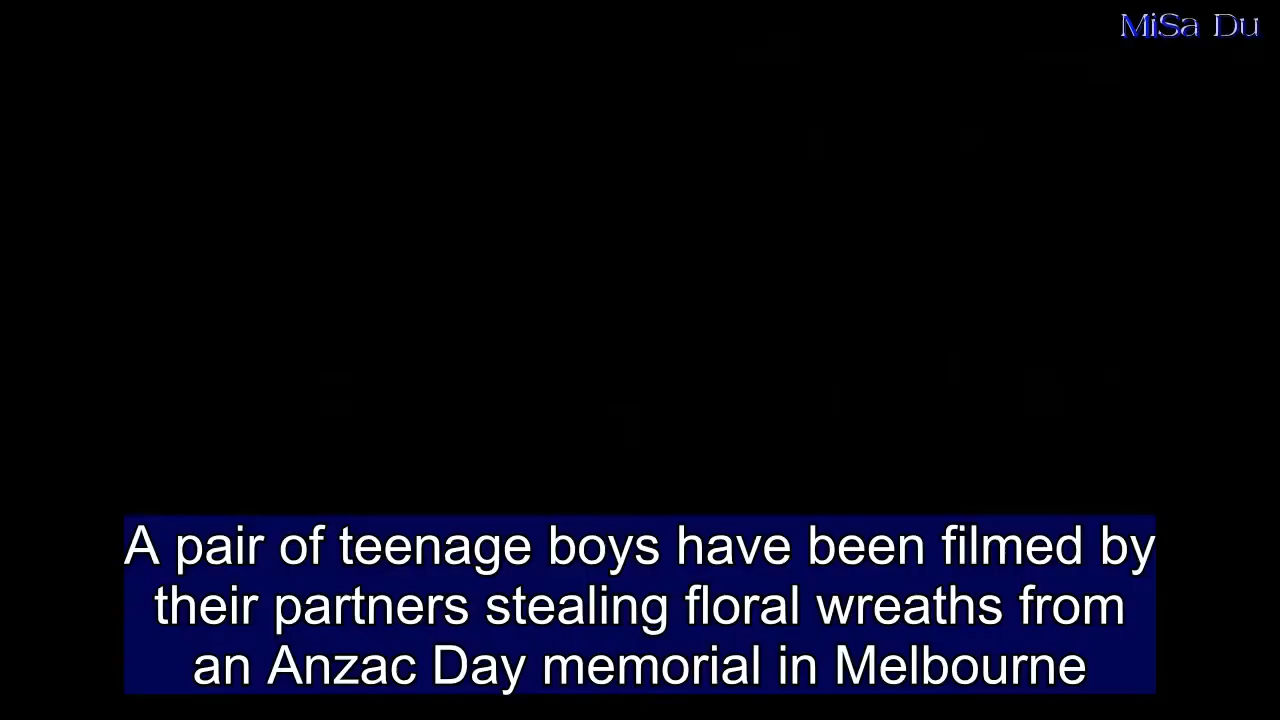 MiSa Du
A pair of teenage boys have been filmed by
their partners stealing floral wreaths from
an Anzac Day memorial in Melbourne